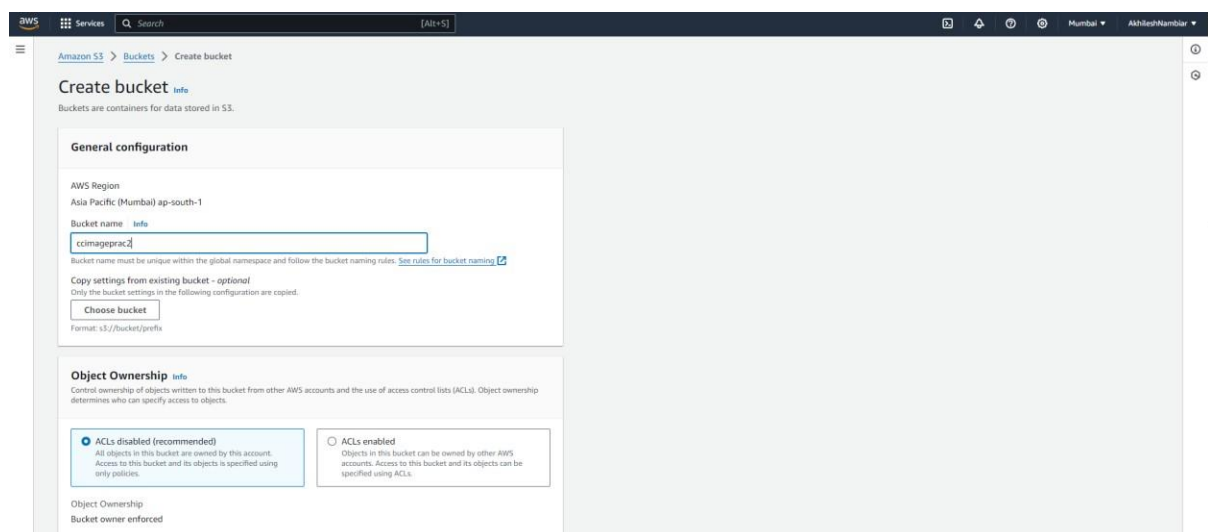 aws Services Search [Alt+S] Mumbai AkhileshNambiar
Amazon S3 > Buckets > Create bucket
Create bucket Info
Buckets are containers for data stored in S3.
General configuration
AWS Region
Asia Pacific (Mumbai) ap-south-1
Bucket name Info
ccimageprac2
Bucket name must be unique within the global namespace and follow the bucket naming rules. See rules for bucket naming
Copy settings from existing bucket - optional
Only the bucket settings in the following configuration are copied.
Choose bucket
Format: s3://bucket/prefix
Object Ownership Info
Control ownership of objects written to this bucket from other AWS accounts and the use of access control lists (ACLs). Object ownership
determines who can specify access to objects.
ACLs disabled (recommended)
All objects in this bucket are owned by this account.
Access to this bucket and its objects is specified using
only policies.
ACLs enabled
Objects in this bucket can be owned by other AWS
accounts. Access to this bucket and its objects can be
specified using ACLs.
Object Ownership
Bucket owner enforced